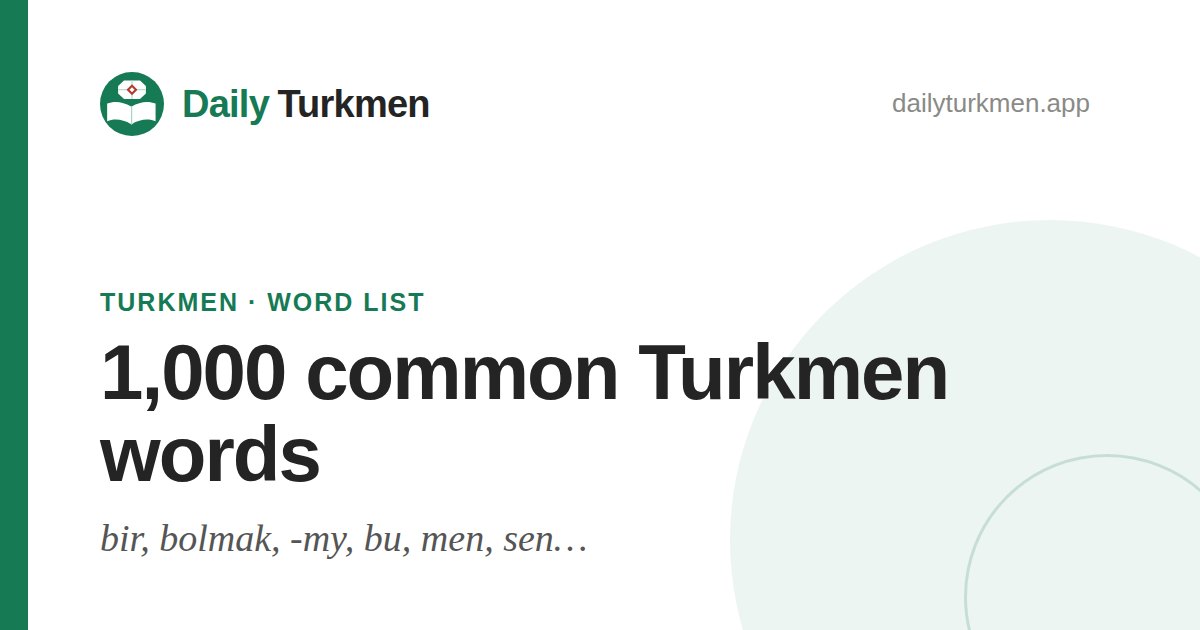 Daily Turkmen
dailyturkmen.app
TURKMEN · WORD LIST
1,000 common Turkmen
words
bir, bolmak, -my, bu, men, sen…